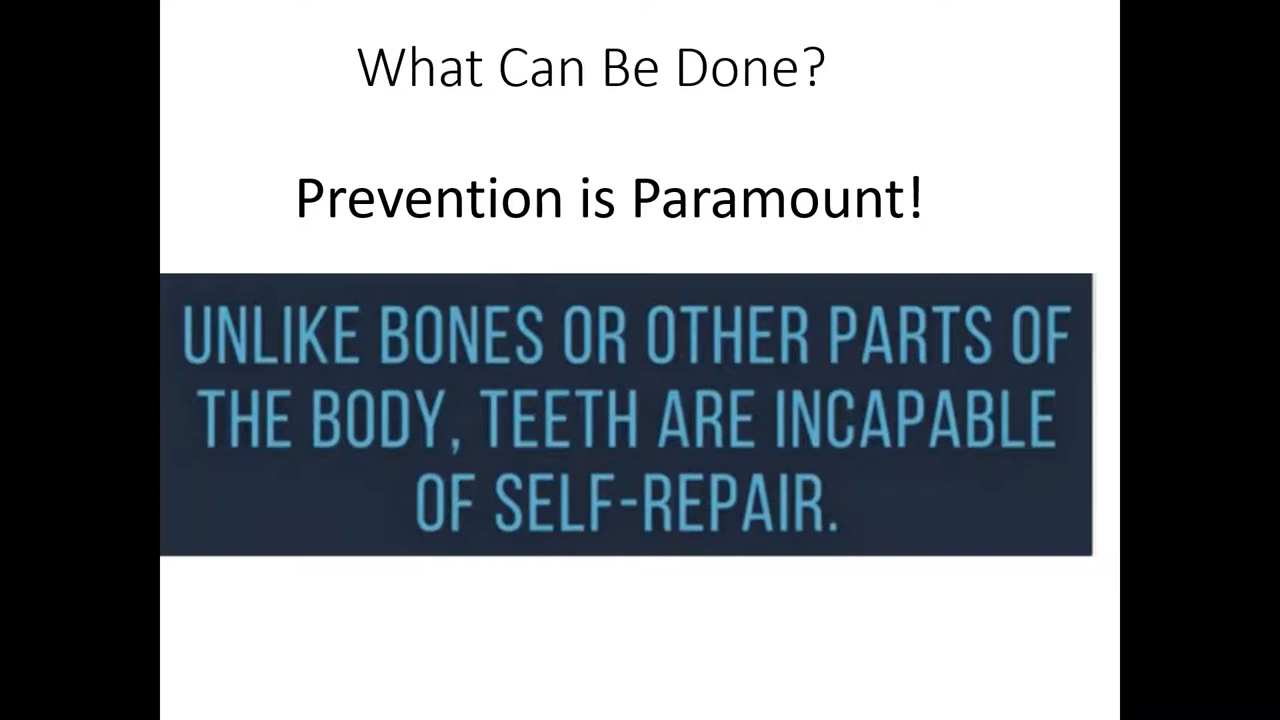 What Can Be Done?
Prevention is Paramount!
UNLIKE BONES OR OTHER PARTS OF
THE BODY, TEETH ARE INCAPABLE
OF SELF-REPAIR.